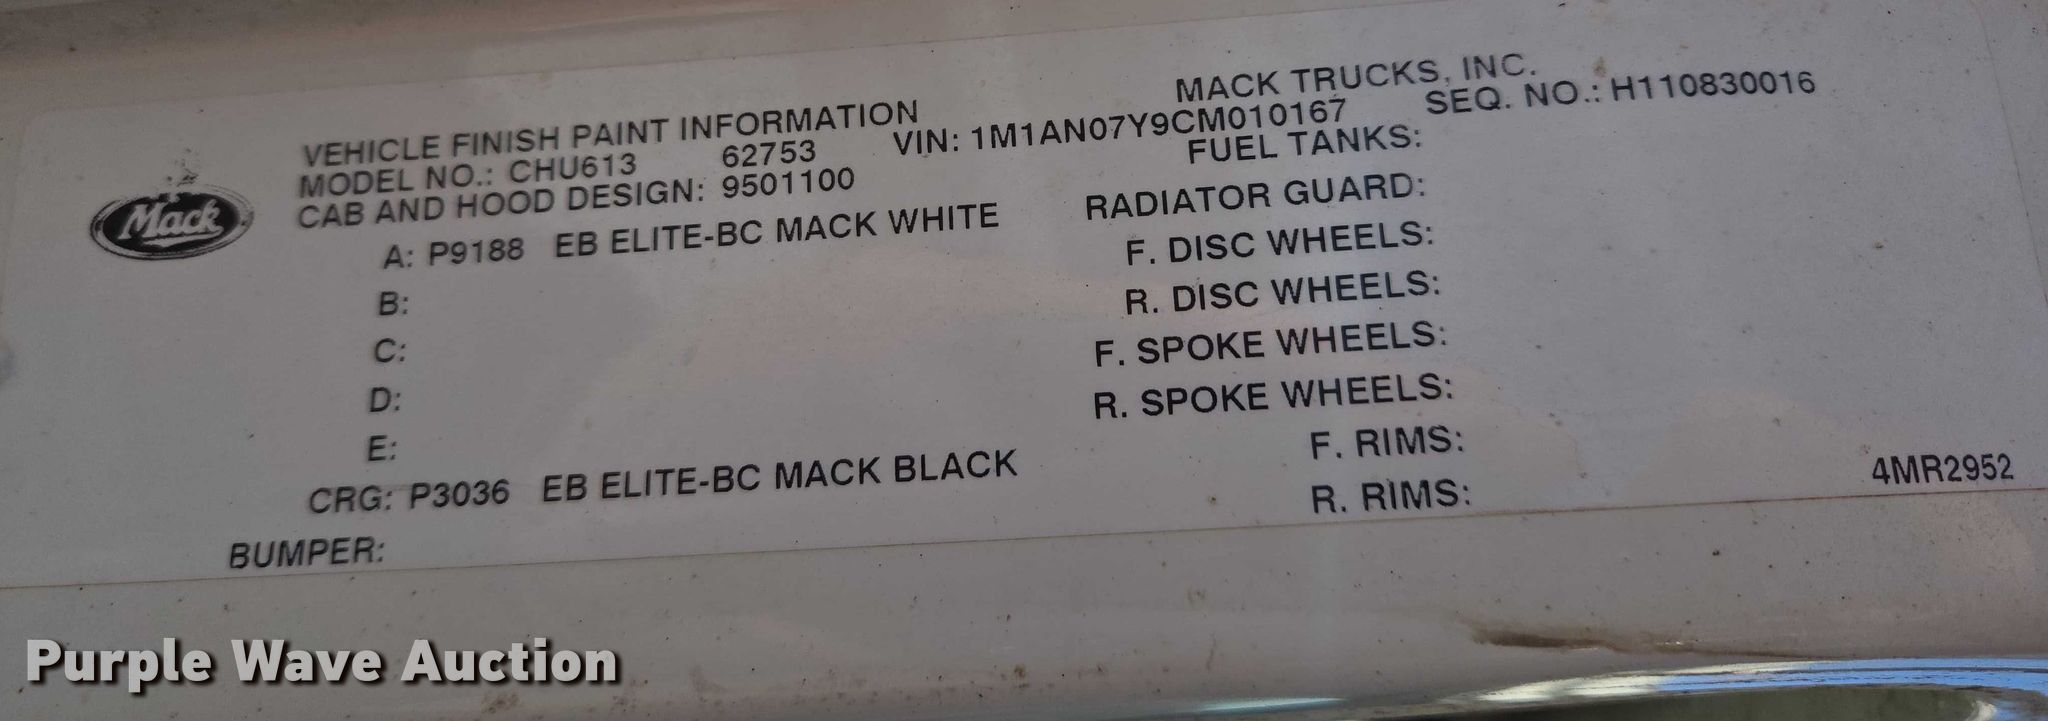 MACK TRUCKS, INC.
VEHICLE FINISH PAINT INFORMATION
VIN: 1M1AN07Y9CM010167 SEQ. NO.: H110830016
MODEL NO.: CHU613 62753
FUEL TANKS:
CAB AND HOOD DESIGN: 9501100
RADIATOR GUARD:
Mack
A: P9188 EB ELITE-BC MACK WHITE
F. DISC WHEELS:
B:
R. DISC WHEELS:
C:
F. SPOKE WHEELS:
D:
R. SPOKE WHEELS:
E:
F. RIMS:
CRG: P3036 EB ELITE-BC MACK BLACK
R. RIMS:
4MR2952
BUMPER:
Purple Wave Auction